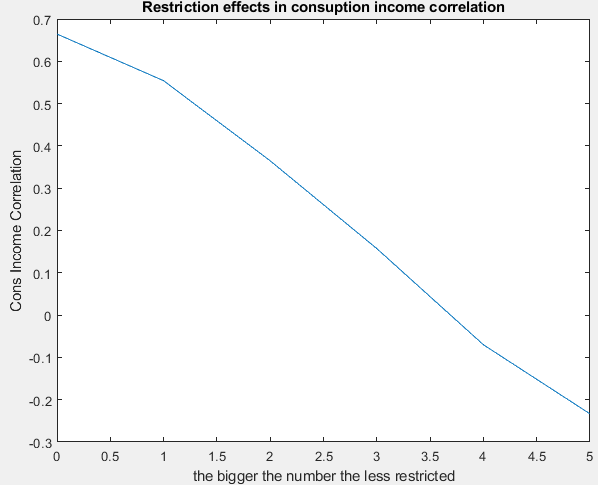 Restriction effects in consuption income correlation
0.7
0.6
0.5
0.4
0.3
0.2
0.1
0
-0.1
-0.2
-0.3
Cons Income Correlation
0 0.5 1 1.5 2 2.5 3 3.5 4 4.5 5
the bigger the number the less restricted